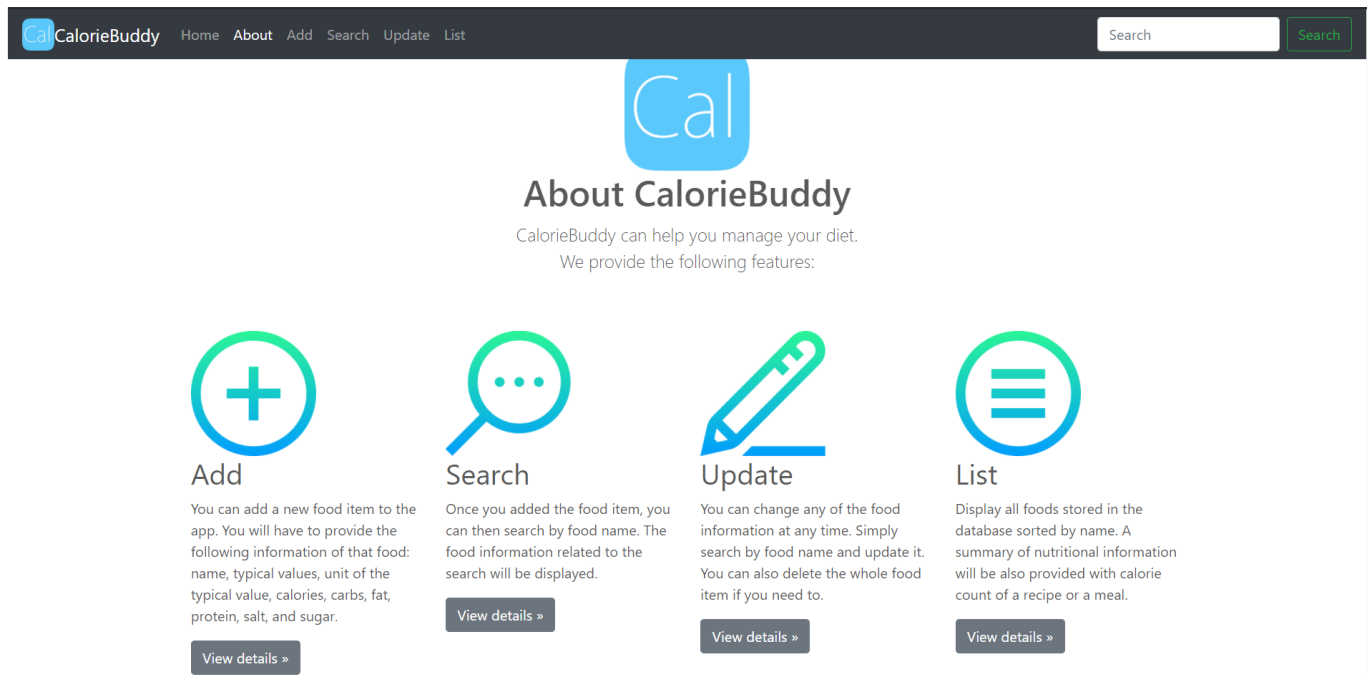 Cal CalorieBuddy Home About Add Search Update List Search Search
Cal
About CalorieBuddy
CalorieBuddy can help you manage your diet.
We provide the following features:
Add
You can add a new food item to the
app. You will have to provide the
following information of that food:
name, typical values, unit of the
typical value, calories, carbs, fat,
protein, salt, and sugar.
View details »
Search
Once you added the food item, you
can then search by food name. The
food information related to the
search will be displayed.
View details »
Update
You can change any of the food
information at any time. Simply
search by food name and update it.
You can also delete the whole food
item if you need to.
View details »
List
Display all foods stored in the
database sorted by name. A
summary of nutritional information
will be also provided with calorie
count of a recipe or a meal.
View details »